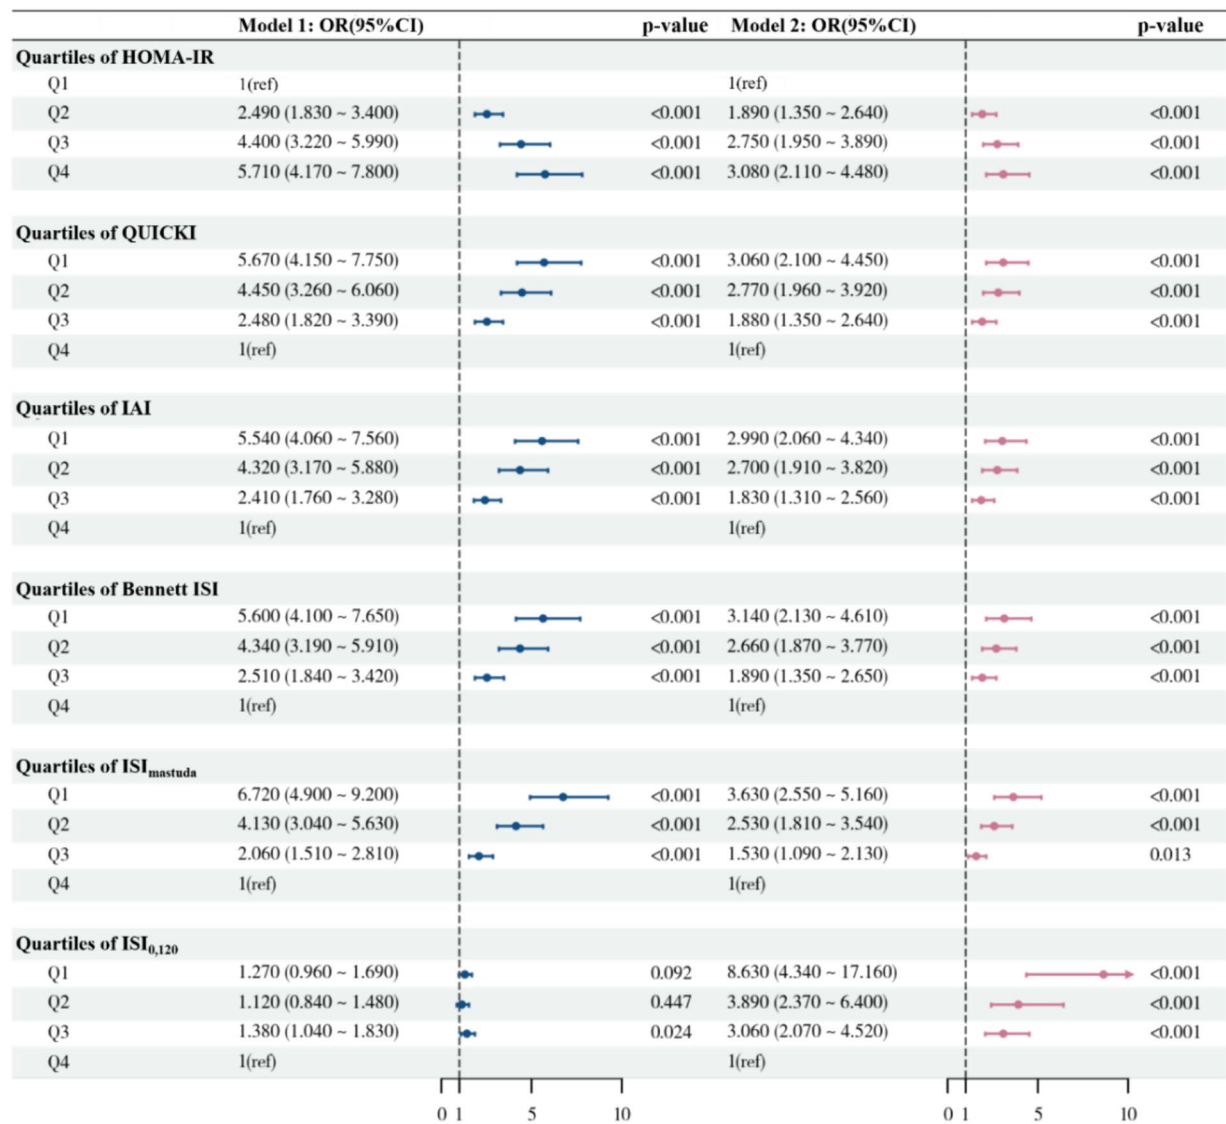 Model 1: OR(95%CI) p-value Model 2: OR(95%CI) p-value
Quartiles of HOMA-IR
Q1 1(ref) 1(ref)
Q2 2.490 (1.830 ~ 3.400) <0.001 1.890 (1.350 ~ 2.640) <0.001
Q3 4.400 (3.220 ~ 5.990) <0.001 2.750 (1.950 ~ 3.890) <0.001
Q4 5.710 (4.170 ~ 7.800) <0.001 3.080 (2.110 ~ 4.480) <0.001
Quartiles of QUICKI
Q1 5.670 (4.150 ~ 7.750) <0.001 3.060 (2.100 ~ 4.450) <0.001
Q2 4.450 (3.260 ~ 6.060) <0.001 2.770 (1.960 ~ 3.920) <0.001
Q3 2.480 (1.820 ~ 3.390) <0.001 1.880 (1.350 ~ 2.640) <0.001
Q4 1(ref) 1(ref)
Quartiles of IAI
Q1 5.540 (4.060 ~ 7.560) <0.001 2.990 (2.060 ~ 4.340) <0.001
Q2 4.320 (3.170 ~ 5.880) <0.001 2.700 (1.910 ~ 3.820) <0.001
Q3 2.410 (1.760 ~ 3.280) <0.001 1.830 (1.310 ~ 2.560) <0.001
Q4 1(ref) 1(ref)
Quartiles of Bennett ISI
Q1 5.600 (4.100 ~ 7.650) <0.001 3.140 (2.130 ~ 4.610) <0.001
Q2 4.340 (3.190 ~ 5.910) <0.001 2.660 (1.870 ~ 3.770) <0.001
Q3 2.510 (1.840 ~ 3.420) <0.001 1.890 (1.350 ~ 2.650) <0.001
Q4 1(ref) 1(ref)
Quartiles of ISImastuda
Q1 6.720 (4.900 ~ 9.200) <0.001 3.630 (2.550 ~ 5.160) <0.001
Q2 4.130 (3.040 ~ 5.630) <0.001 2.530 (1.810 ~ 3.540) <0.001
Q3 2.060 (1.510 ~ 2.810) <0.001 1.530 (1.090 ~ 2.130) 0.013
Q4 1(ref) 1(ref)
Quartiles of ISI0,120
Q1 1.270 (0.960 ~ 1.690) 0.092 8.630 (4.340 ~ 17.160) <0.001
Q2 1.120 (0.840 ~ 1.480) 0.447 3.890 (2.370 ~ 6.400) <0.001
Q3 1.380 (1.040 ~ 1.830) 0.024 3.060 (2.070 ~ 4.520) <0.001
Q4 1(ref) 1(ref)
0 1 5 10 0 1 5 10